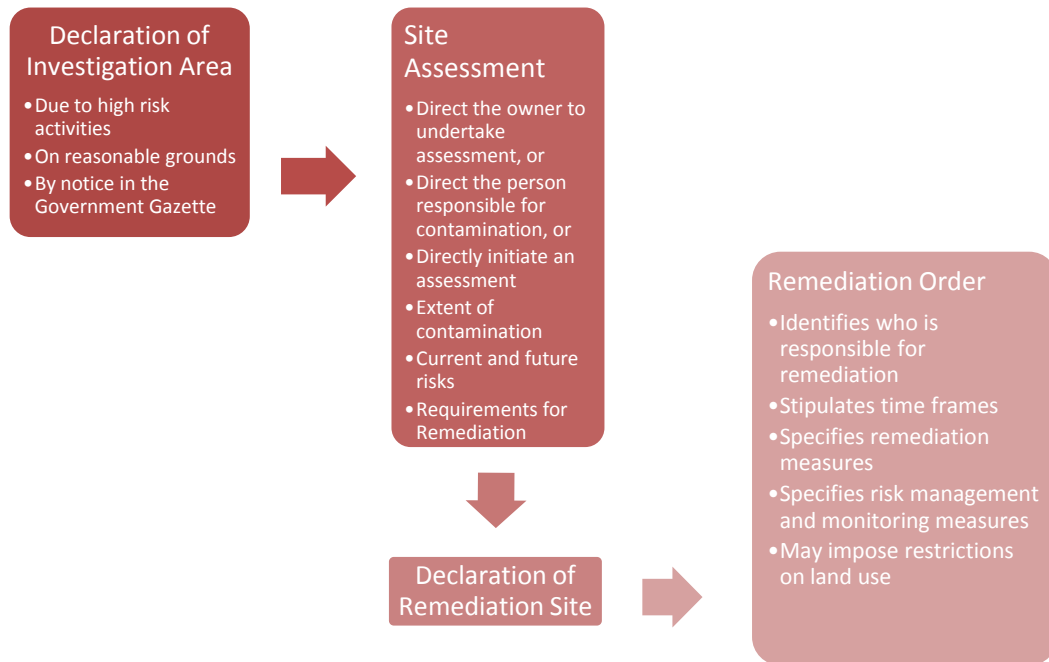 Declaration of
Investigation Area
•Due to high risk
activities
•On reasonable grounds
•By notice in the
Government Gazette
Site
Assessment
•Direct the owner to
undertake
assessment, or
•Direct the person
responsible for
contamination, or
•Directly initiate an
assessment
•Extent of
contamination
•Current and future
risks
•Requirements for
Remediation
Declaration of
Remediation Site
Remediation Order
•Identifies who is
responsible for
remediation
•Stipulates time frames
•Specifies remediation
measures
•Specifies risk management
and monitoring measures
•May impose restrictions
on land use